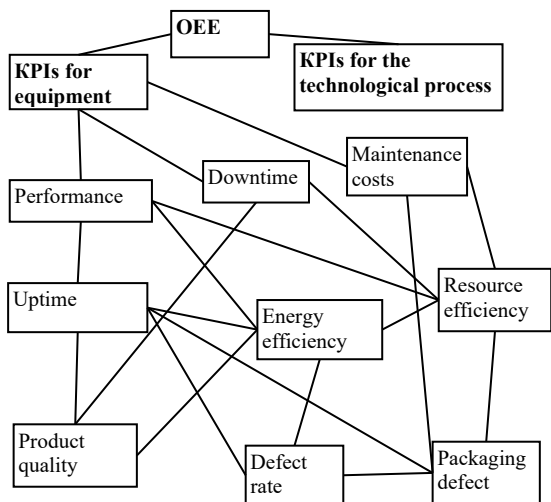 OEE
KPIs for
equipment
KPIs for the
technological process
Maintenance
costs
Downtime
Performance
Uptime
Energy
efficiency
Resource
efficiency
Product
quality
Defect
rate
Packaging
defect